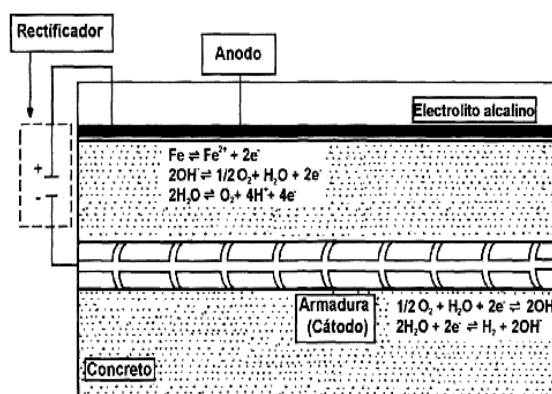 Rectificador
Anodo
Electrolito alcalino
+
-
Fe ⇌ Fe²⁺ + 2e⁻
2OH⁻ ⇌ 1/2 O₂ + H₂O + 2e⁻
2H₂O ⇌ O₂ + 4H⁺ + 4e⁻
Armadura
(Cátodo)
1/2 O₂ + H₂O + 2e⁻ ⇌ 2OH
2H₂O + 2e⁻ ⇌ H₂ + 2OH⁻
Concreto